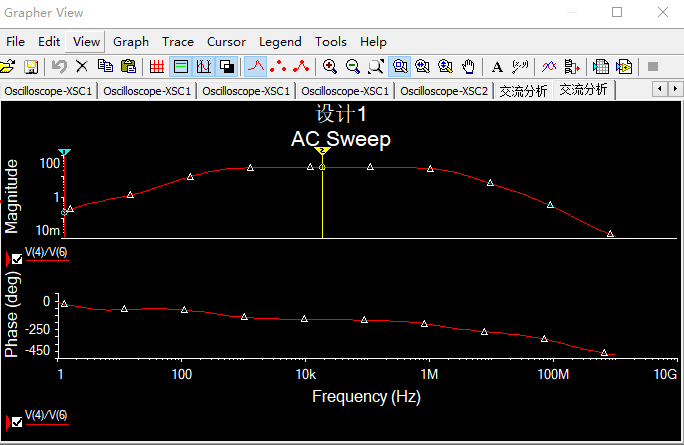 Grapher View
File Edit View Graph Trace Cursor Legend Tools Help
A
Oscilloscope-XSC1 Oscilloscope-XSC1 Oscilloscope-XSC1 Oscilloscope-XSC1 Oscilloscope-XSC2 交流分析 交流分析
设计1
AC Sweep
1 2
Magnitude
100
1
10m
V(4)/V(6)
Phase (deg)
0
-250
-450
1 100 10k 1M 100M 10G
Frequency (Hz)
V(4)/V(6)